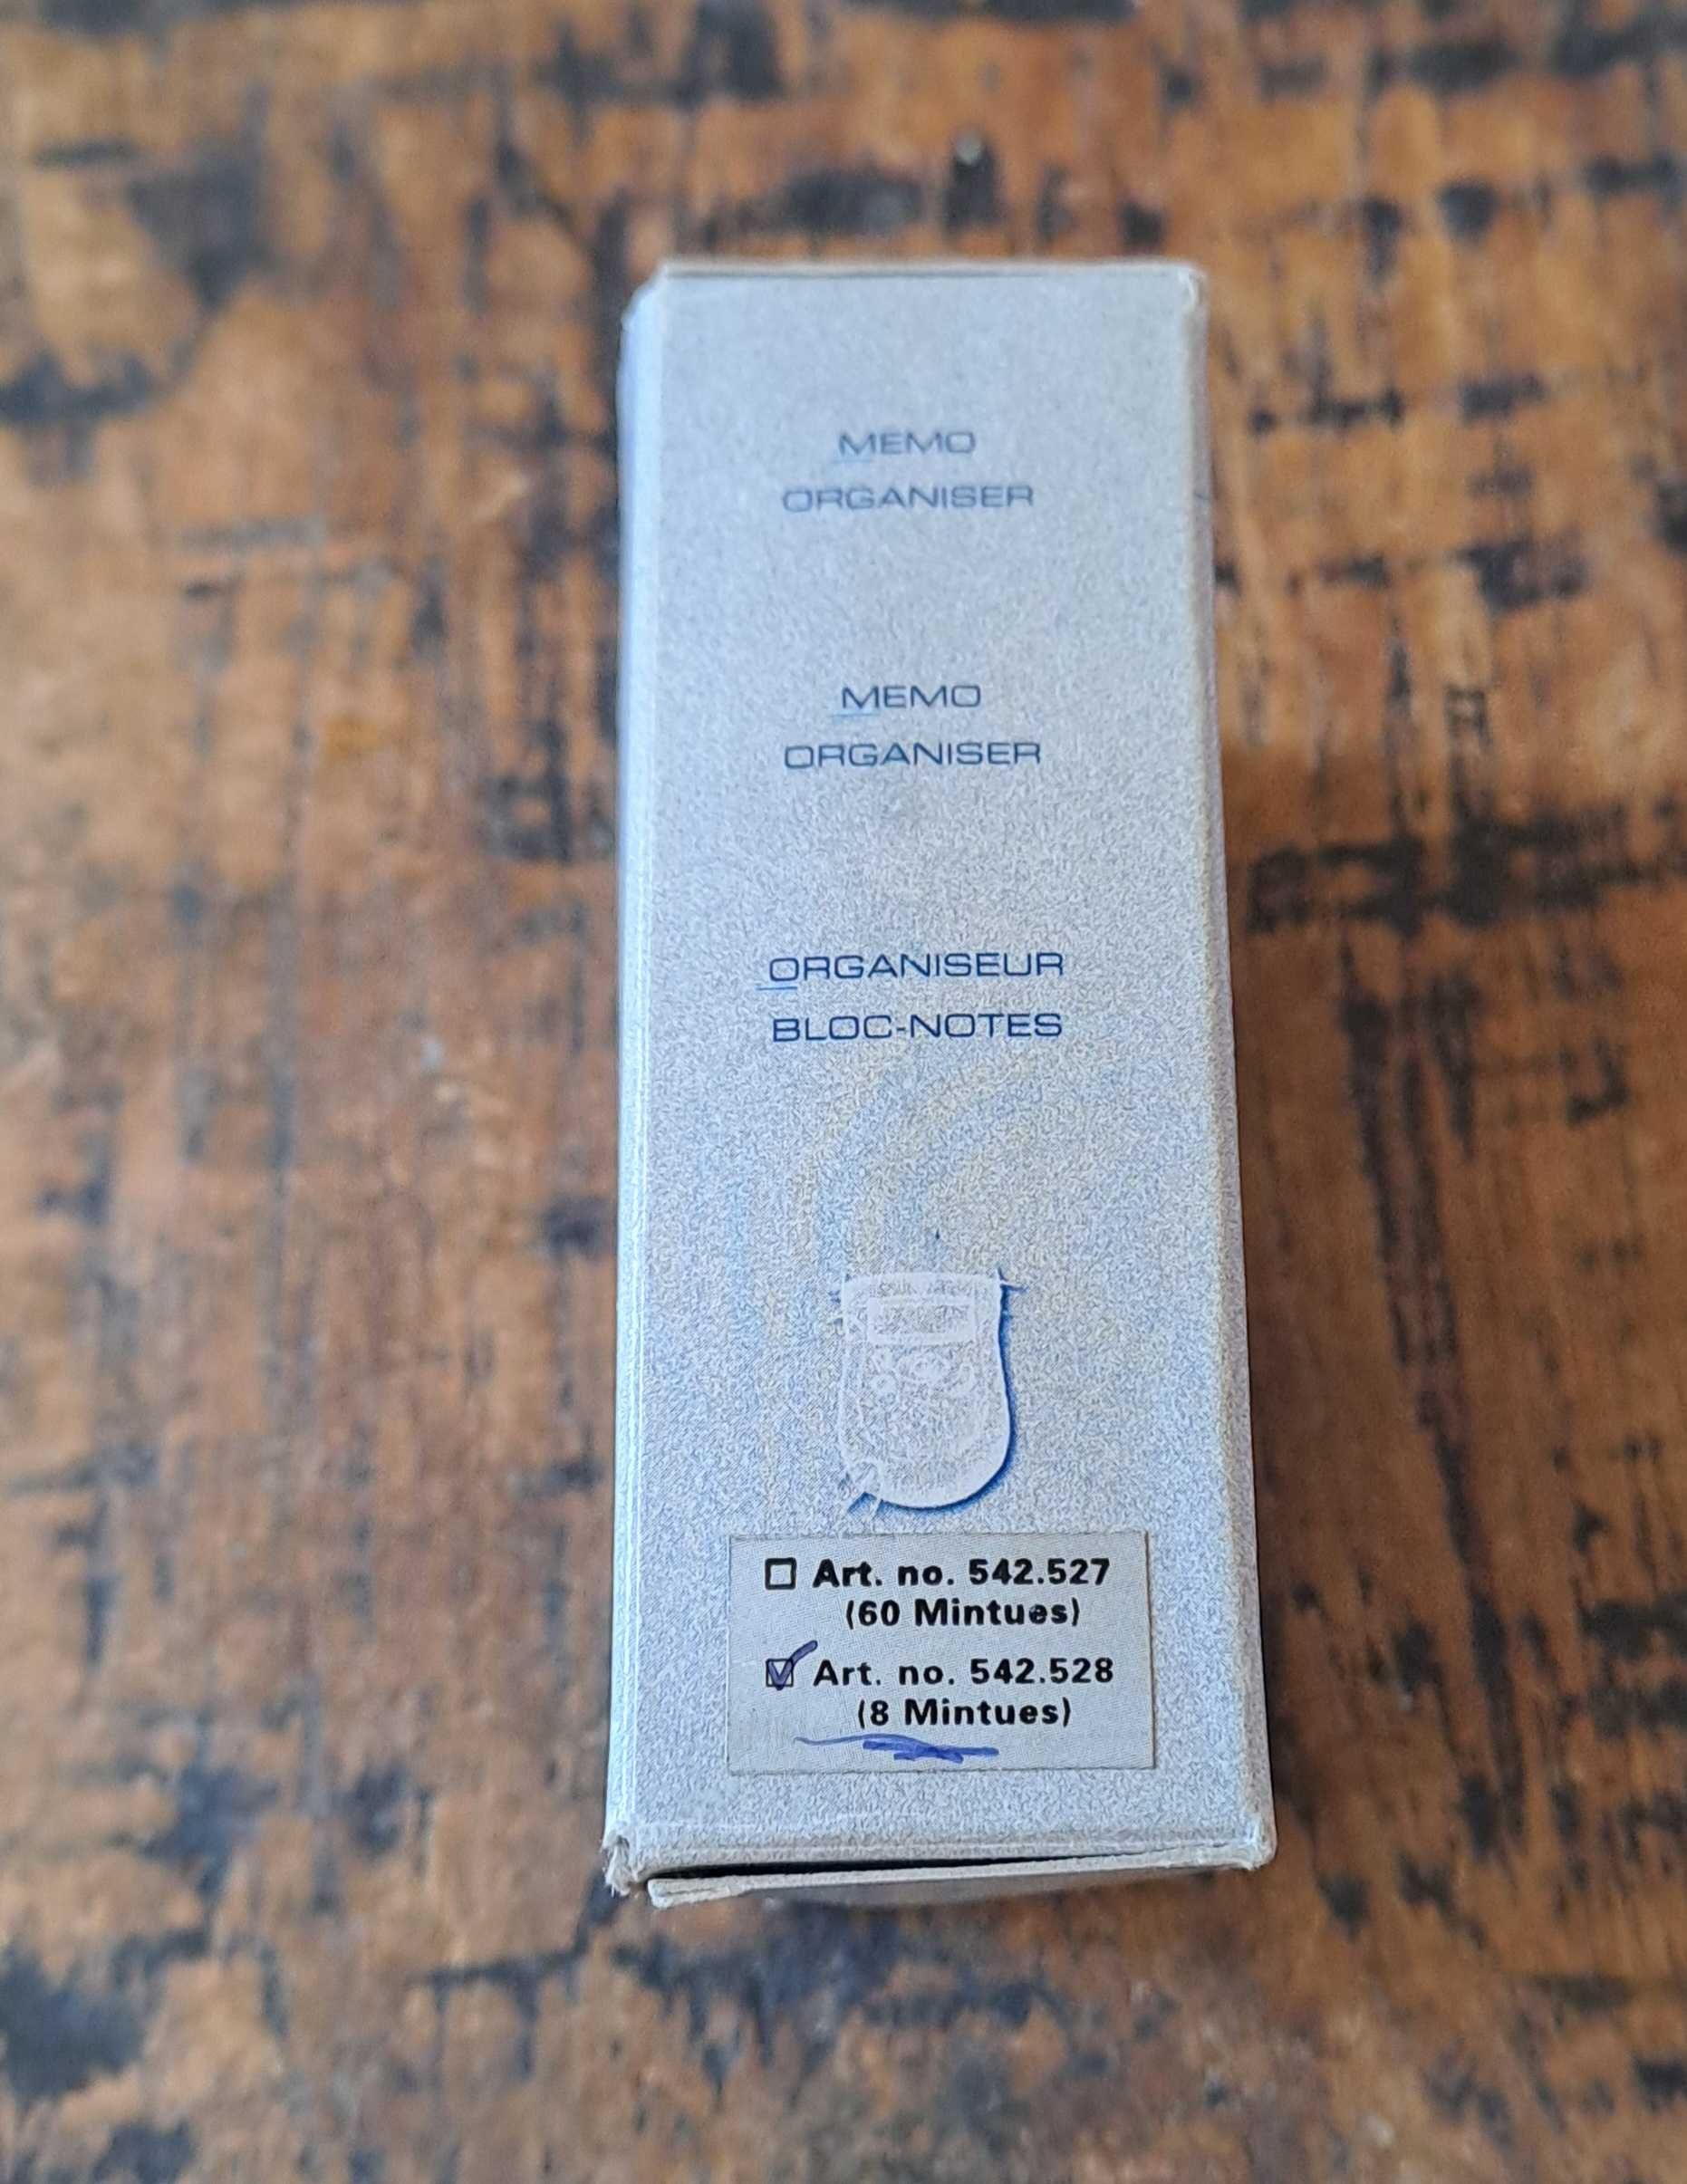 MEMO
ORGANISER
MEMO
ORGANISER
ORGANISEUR
BLOC-NOTES
☐ Art. no. 542.527
(60 Mintues)
☑ Art. no. 542.528
(8 Mintues)